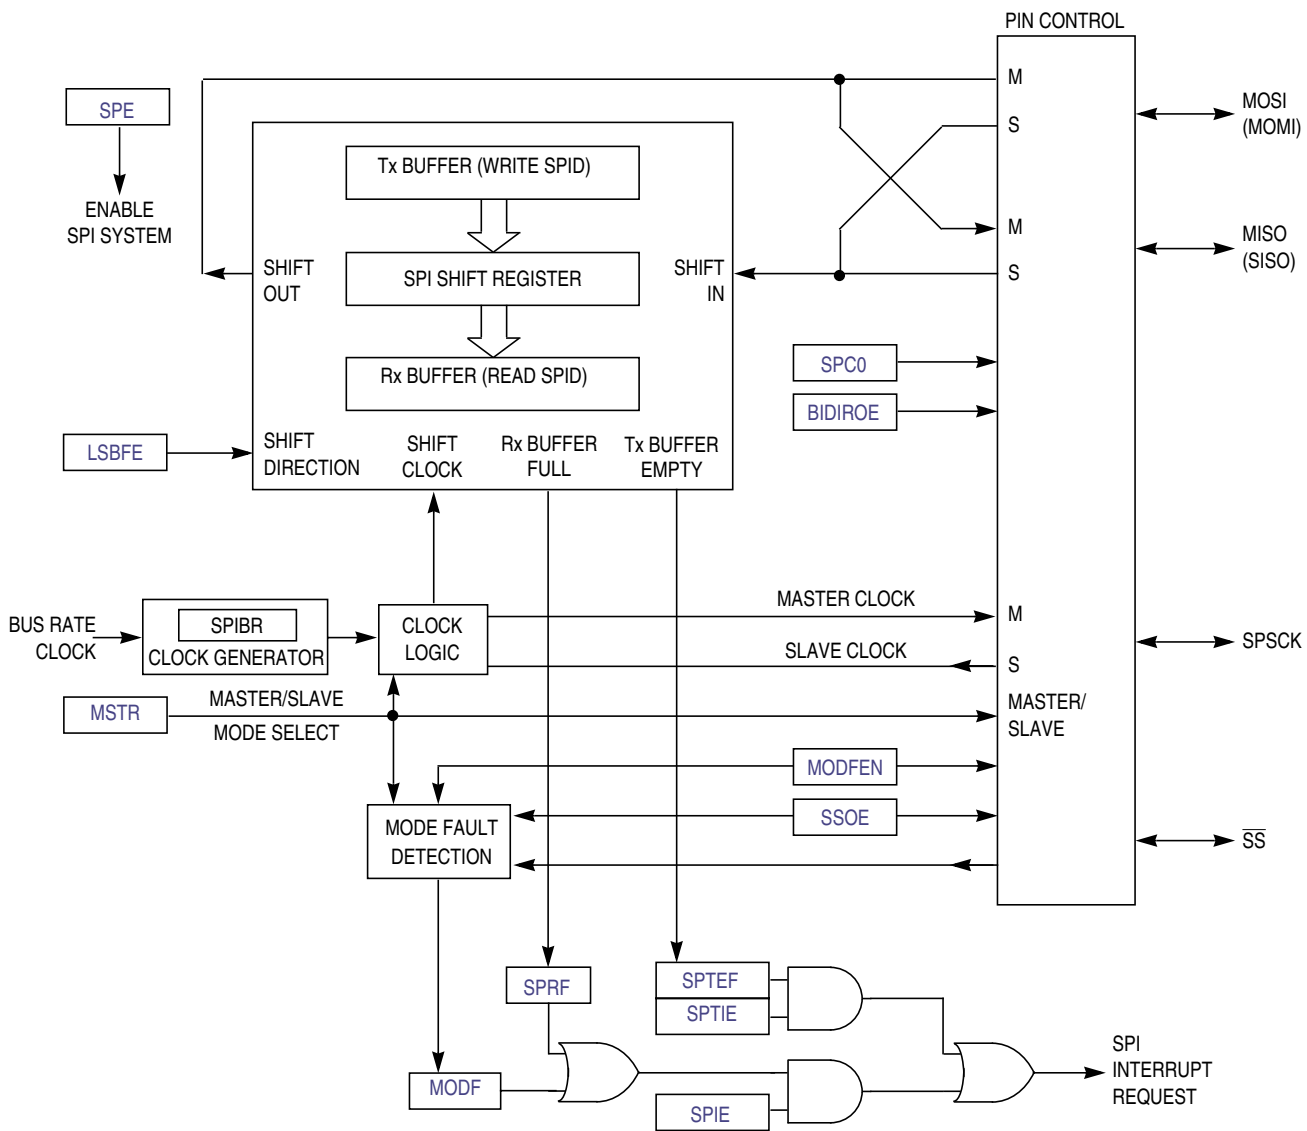 PIN CONTROL
M
S
MOSI
(MOMI)
SPE
ENABLE
SPI SYSTEM
Tx BUFFER (WRITE SPID)
M
S
MISO
(SISO)
SHIFT
OUT
SPI SHIFT REGISTER
SHIFT
IN
Rx BUFFER (READ SPID)
SPC0
BIDIROE
LSBFE
SHIFT
DIRECTION
SHIFT
CLOCK
Rx BUFFER
FULL
Tx BUFFER
EMPTY
BUS RATE
CLOCK
SPIBR
CLOCK GENERATOR
CLOCK
LOGIC
MASTER CLOCK
M
SLAVE CLOCK
S
SPSCK
MSTR
MASTER/SLAVE
MODE SELECT
MASTER/
SLAVE
MODFEN
SSOE
MODE FAULT
DETECTION
SS
SPRF
SPTEF
SPTIE
MODF
SPIE
SPI
INTERRUPT
REQUEST